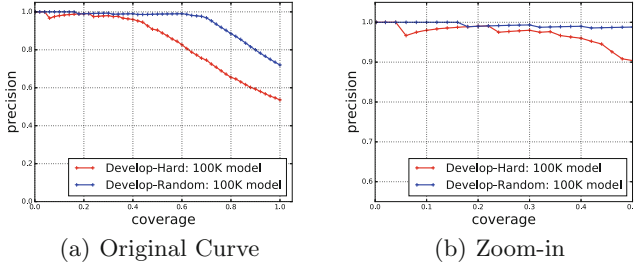 1.0
0.8
0.6
0.4
0.2
0.0
precision
0.0 0.2 0.4 0.6 0.8 1.0
coverage
Develop-Hard: 100K model
Develop-Random: 100K model
(a) Original Curve
1.0
0.9
0.8
0.7
0.6
precision
0.0 0.1 0.2 0.3 0.4 0.5
coverage
Develop-Hard: 100K model
Develop-Random: 100K model
(b) Zoom-in